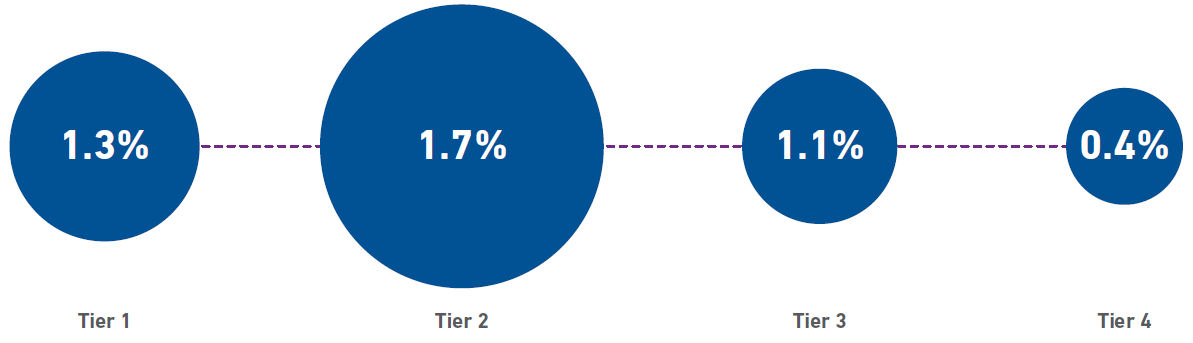 1.3%
1.7%
1.1%
0.4%
Tier 1
Tier 2
Tier 3
Tier 4